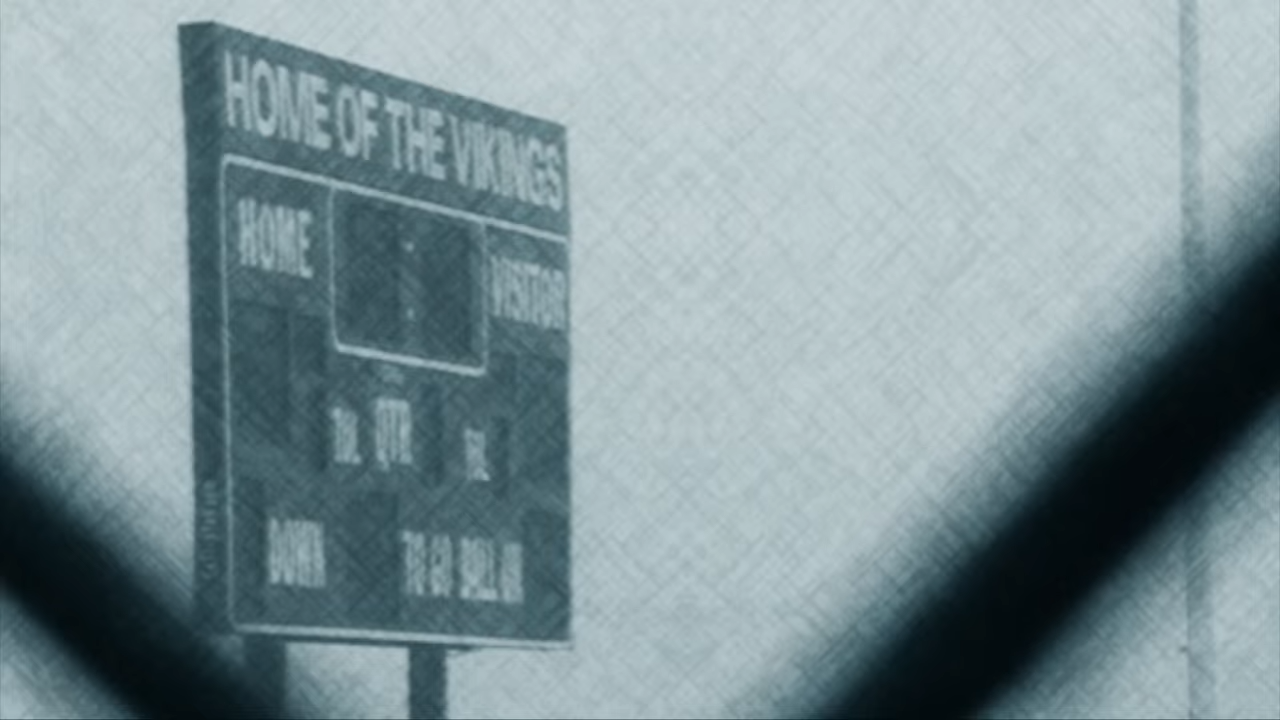 HOME OF THE VIKINGS
HOME
VISITOR
QTR
DOWN
TO GO BALL ON